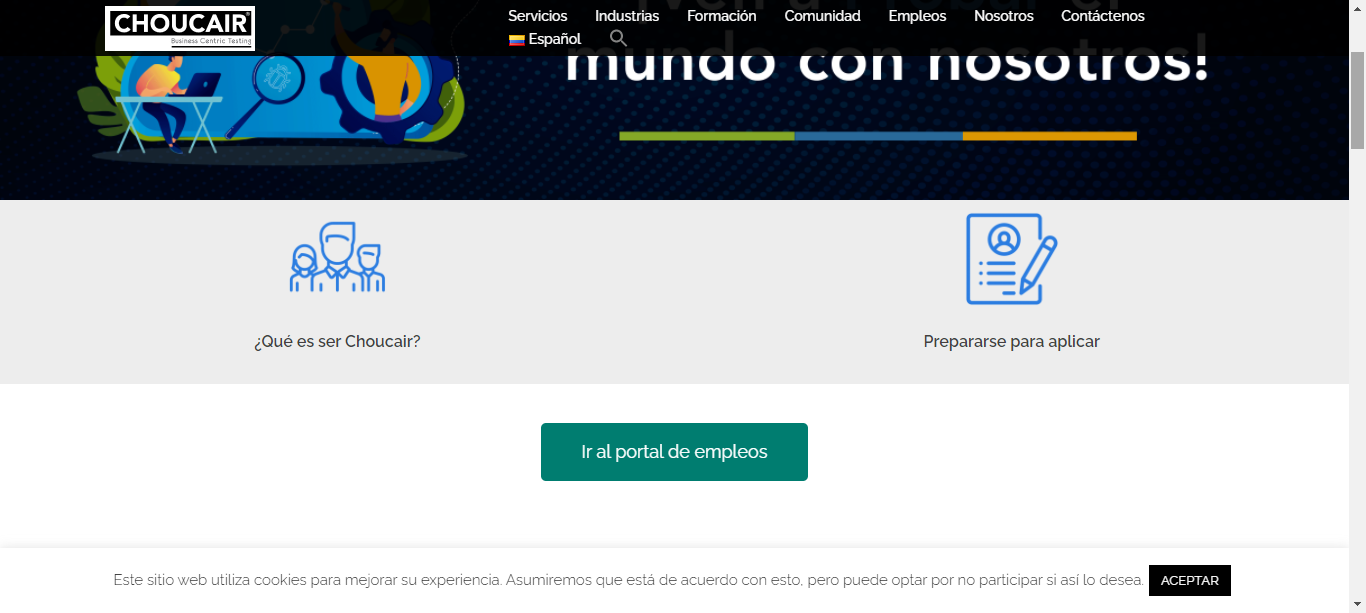 CHOUCAIR
Business Centric Testing
Servicios Industrias Formación Comunidad Empleos Nosotros Contáctenos
Español
mundo con nosotros!
¿Qué es ser Choucair?
Prepararse para aplicar
Ir al portal de empleos
Este sitio web utiliza cookies para mejorar su experiencia. Asumiremos que está de acuerdo con esto, pero puede optar por no participar si así lo desea. ACEPTAR